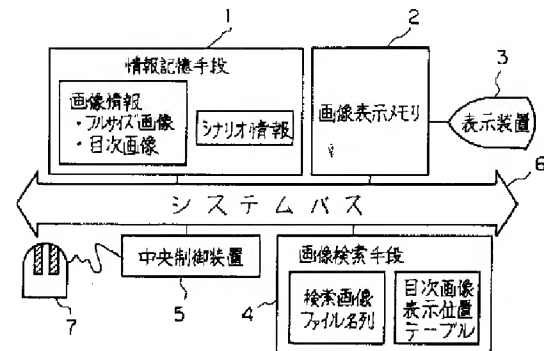 1
情報記憶手段
画像情報
・フルサイズ画像
・目次画像
シナリオ情報
2
画像表示メモリ
3
表示装置
6
システムバス
7
中央制御装置
5
画像検索手段
4
検索画像
ファイル名列
目次画像
表示位置
テーブル